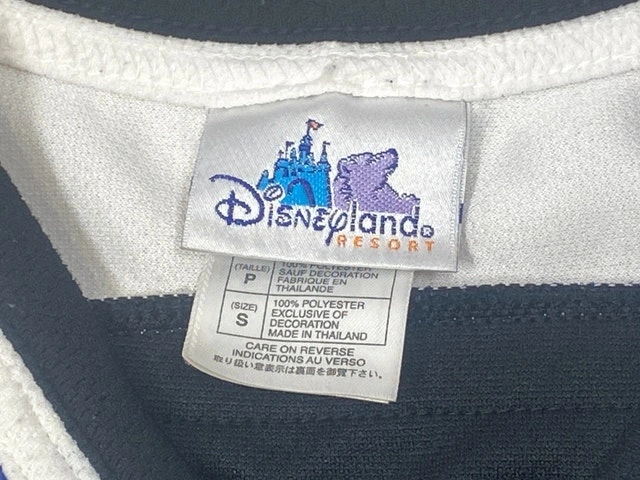 DISNEYland®
RESORT
(TAILLE)
P
100% POLYESTER
SAUF DECORATION
FABRIQUE EN
THAILANDE
(SIZE)
S
100% POLYESTER
EXCLUSIVE OF
DECORATION
MADE IN THAILAND
CARE ON REVERSE
INDICATIONS AU VERSO
取り扱い意表示は裏面を御覧下さい。